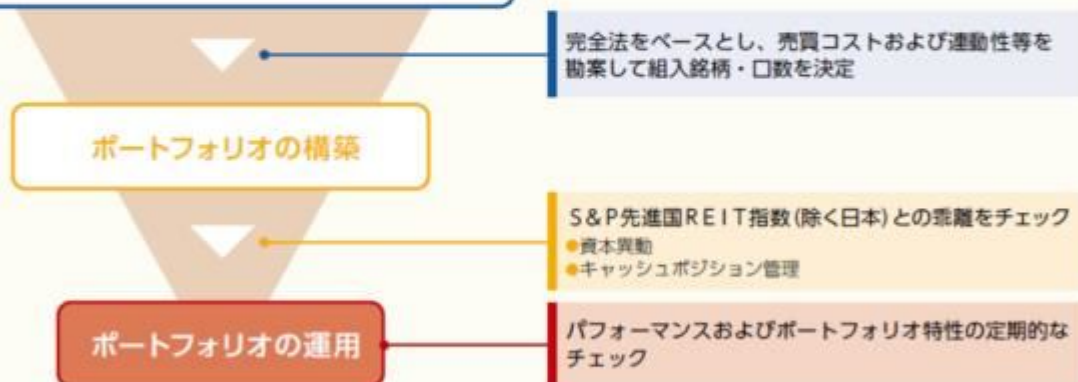 完全法をベースとし、売買コストおよび連動性等を
勘案して組入銘柄・口数を決定
ポートフォリオの構築
S&P先進国REIT指数(除く日本)との乖離をチェック
●資本異動
●キャッシュポジション管理
ポートフォリオの運用
パフォーマンスおよびポートフォリオ特性の定期的な
チェック